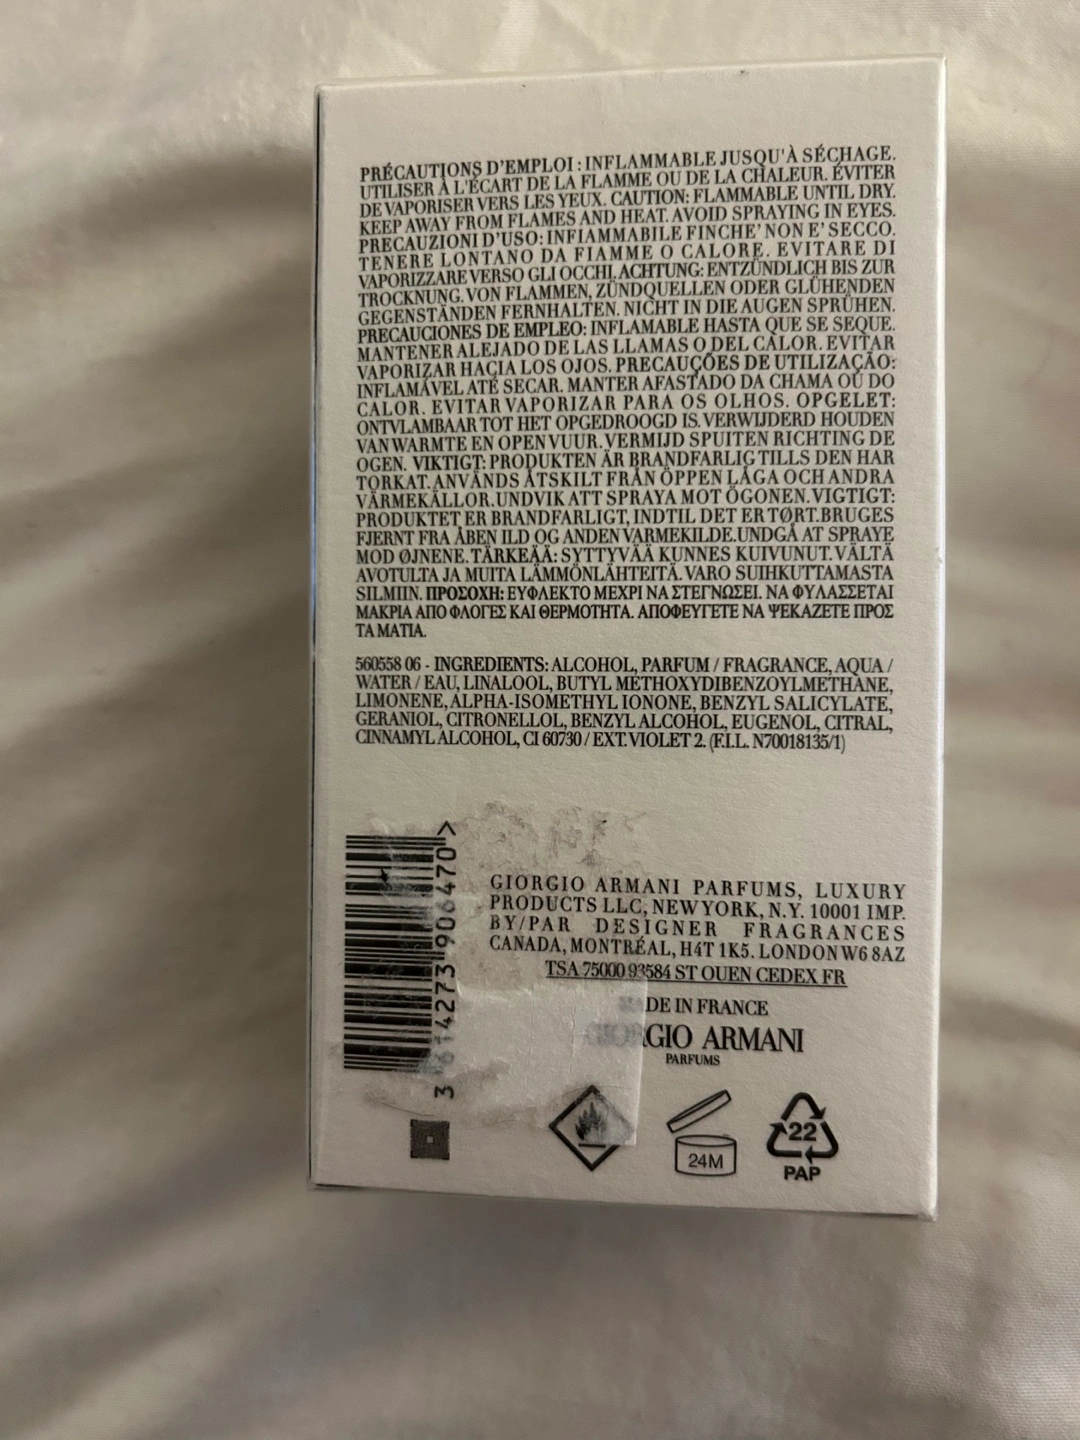 PRÉCAUTIONS D'EMPLOI : INFLAMMABLE JUSQU'À SÉCHAGE.
UTILISER À L'ÉCART DE LA FLAMME OU DE LA CHALEUR. ÉVITER
DE VAPORISER VERS LES YEUX. CAUTION: FLAMMABLE UNTIL DRY.
KEEP AWAY FROM FLAMES AND HEAT. AVOID SPRAYING IN EYES.
PRECAUZIONI D'USO: INFIAMMABILE FINCHE' NON E' SECCO.
TENERE LONTANO DA FIAMME O CALORE. EVITARE DI
VAPORIZZARE VERSO GLI OCCHI. ACHTUNG: ENTZÜNDLICH BIS ZUR
TROCKNUNG. VON FLAMMEN, ZÜNDQUELLEN ODER GLÜHENDEN
GEGENSTÄNDEN FERNHALTEN. NICHT IN DIE AUGEN SPRÜHEN.
PRECAUCIONES DE EMPLEO: INFLAMABLE HASTA QUE SE SEQUE.
MANTENER ALEJADO DE LAS LLAMAS O DEL CALOR. EVITAR
VAPORIZAR HACIA LOS OJOS. PRECAUÇÕES DE UTILIZAÇÃO:
INFLAMÁVEL ATÉ SECAR. MANTER AFASTADO DA CHAMA OU DO
CALOR. EVITAR VAPORIZAR PARA OS OLHOS. OPGELET:
ONTVLAMBAAR TOT HET OPGEDROOGD IS. VERWIJDERD HOUDEN
VAN WARMTE EN OPEN VUUR. VERMIJD SPUITEN RICHTING DE
OGEN. VIKTIGT: PRODUKTEN ÄR BRANDFARLIG TILLS DEN HAR
TORKAT. ANVÄNDS ÅTSKILT FRÅN ÖPPEN LÅGA OCH ANDRA
VÄRMEKÄLLOR. UNDVIK ATT SPRAYA MOT ÖGONEN. VIGTIGT:
PRODUKTET ER BRANDFARLIGT, INDTIL DET ER TØRT. BRUGES
FJERNT FRA ÅBEN ILD OG ANDEN VARMEKILDE. UNDGÅ AT SPRAYE
MOD ØJNENE. TÄRKEÄÄ: SYTTYVÄÄ KUNNES KUIVUNUT. VÄLTÄ
AVOTULTA JA MUITA LÄMMÖNLÄHTEITÄ. VARO SUIHKUTTAMASTA
SILMIIN. ΠΡΟΣΟΧΗ: ΕΥΦΛΕΚΤΟ ΜΕΧΡΙ ΝΑ ΣΤΕΓΝΩΣΕΙ. ΝΑ ΦΥΛΑΣΣΕΤΑΙ
ΜΑΚΡΙΑ ΑΠΟ ΦΛΟΓΕΣ ΚΑΙ ΘΕΡΜΟΤΗΤΑ. ΑΠΟΦΕΥΓΕΤΕ ΝΑ ΨΕΚΑΖΕΤΕ ΠΡΟΣ
ΤΑ ΜΑΤΙΑ.
560558 06 - INGREDIENTS: ALCOHOL, PARFUM / FRAGRANCE, AQUA /
WATER / EAU, LINALOOL, BUTYL METHOXYDIBENZOYLMETHANE,
LIMONENE, ALPHA-ISOMETHYL IONONE, BENZYL SALICYLATE,
GERANIOL, CITRONELLOL, BENZYL ALCOHOL, EUGENOL, CITRAL,
CINNAMYL ALCOHOL, CI 60730 / EXT. VIOLET 2. (F.I.L. N70018135/1)
3 614273 906470 >
GIORGIO ARMANI PARFUMS, LUXURY
PRODUCTS LLC, NEW YORK, N.Y. 10001 IMP.
BY/PAR DESIGNER FRAGRANCES
CANADA, MONTRÉAL, H4T 1K5. LONDON W6 8AZ
TSA 75000 93584 ST OUEN CEDEX FR
MADE IN FRANCE
GIORGIO ARMANI
PARFUMS
24M
22
PAP